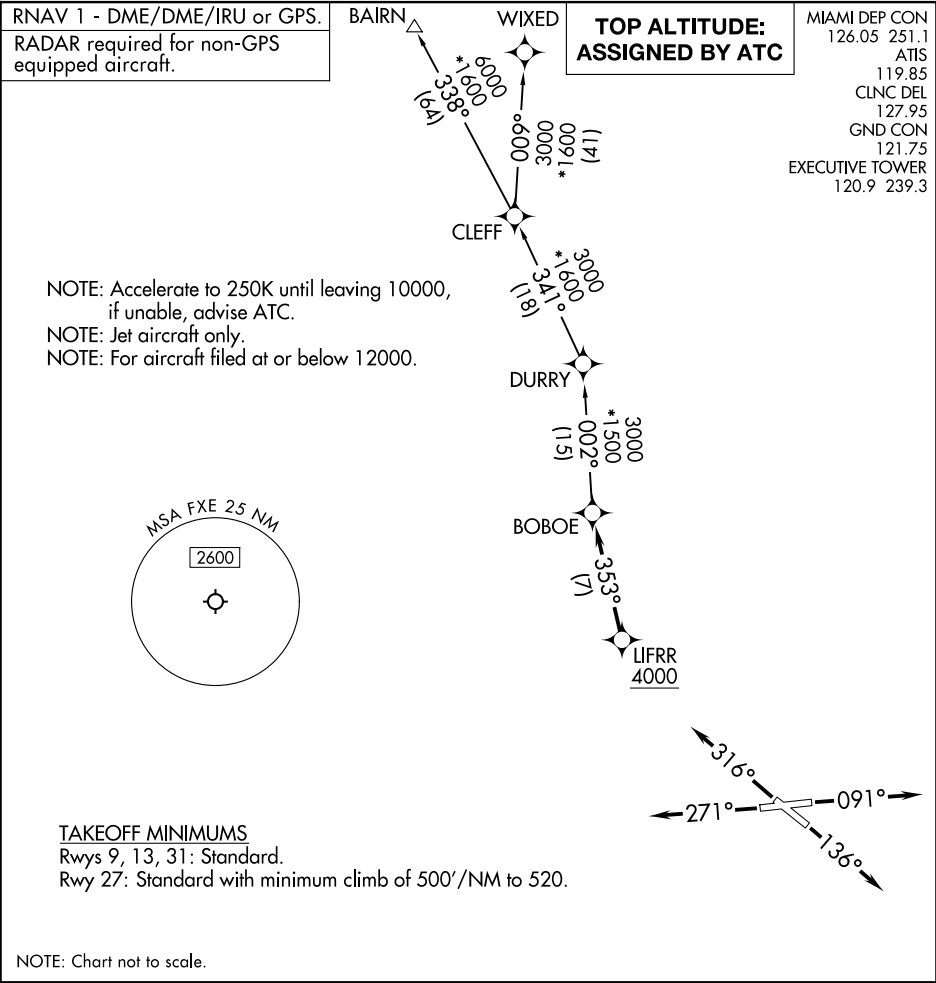 RNAV 1 - DME/DME/IRU or GPS.
RADAR required for non-GPS
equipped aircraft.
BAIRN
WIXED
TOP ALTITUDE:
ASSIGNED BY ATC
MIAMI DEP CON
126.05 251.1
ATIS
119.85
CLNC DEL
127.95
GND CON
121.75
EXECUTIVE TOWER
120.9 239.3
6000
*1600
338°
(64)
009°
3000
*1600
(41)
CLEFF
3000
*1600
341°
(18)
NOTE: Accelerate to 250K until leaving 10000,
if unable, advise ATC.
NOTE: Jet aircraft only.
NOTE: For aircraft filed at or below 12000.
DURRY
3000
*1500
002°
(15)
BOBOE
MSA FXE 25 NM
2600
353°
(7)
LIFRR
4000
316°
271°
091°
136°
TAKEOFF MINIMUMS
Rwys 9, 13, 31: Standard.
Rwy 27: Standard with minimum climb of 500'/NM to 520.
NOTE: Chart not to scale.